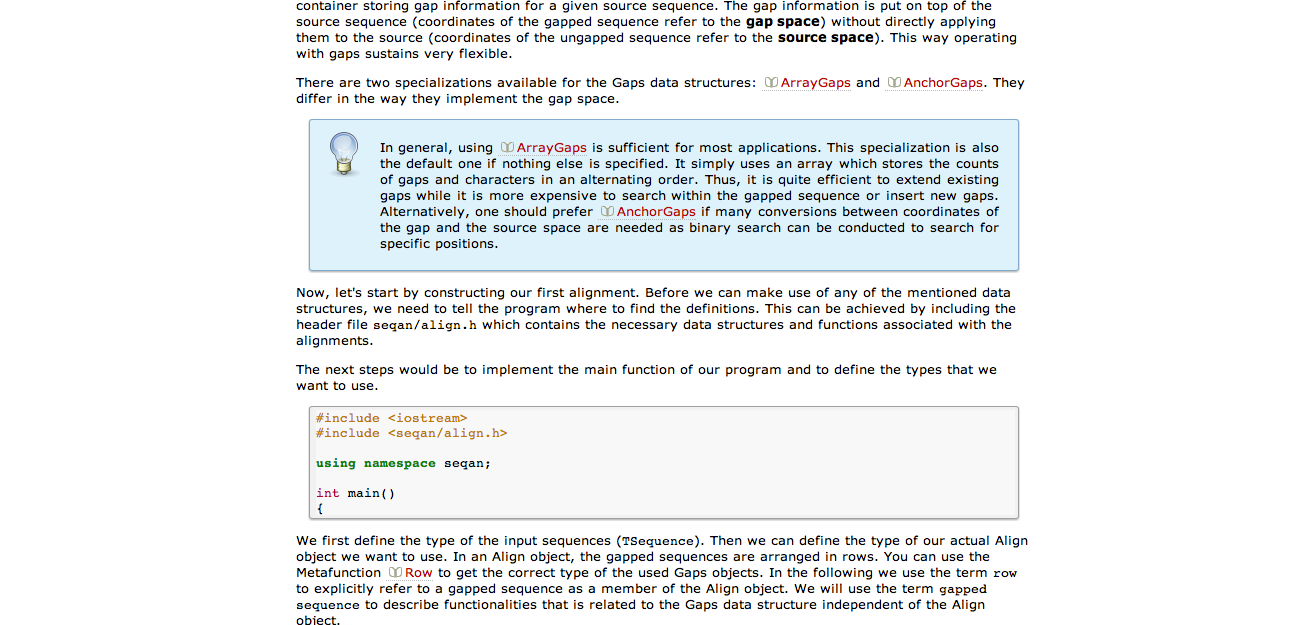 container storing gap information for a given source sequence. The gap information is put on top of the
source sequence (coordinates of the gapped sequence refer to the gap space) without directly applying
them to the source (coordinates of the ungapped sequence refer to the source space). This way operating
with gaps sustains very flexible.
There are two specializations available for the Gaps data structures: ArrayGaps and AnchorGaps. They
differ in the way they implement the gap space.
In general, using ArrayGaps is sufficient for most applications. This specialization is also
the default one if nothing else is specified. It simply uses an array which stores the counts
of gaps and characters in an alternating order. Thus, it is quite efficient to extend existing
gaps while it is more expensive to search within the gapped sequence or insert new gaps.
Alternatively, one should prefer AnchorGaps if many conversions between coordinates of
the gap and the source space are needed as binary search can be conducted to search for
specific positions.
Now, let's start by constructing our first alignment. Before we can make use of any of the mentioned data
structures, we need to tell the program where to find the definitions. This can be achieved by including the
header file seqan/align.h which contains the necessary data structures and functions associated with the
alignments.
The next steps would be to implement the main function of our program and to define the types that we
want to use.
#include <iostream>
#include <seqan/align.h>
using namespace seqan;
int main()
{
We first define the type of the input sequences (TSequence). Then we can define the type of our actual Align
object we want to use. In an Align object, the gapped sequences are arranged in rows. You can use the
Metafunction Row to get the correct type of the used Gaps objects. In the following we use the term row
to explicitly refer to a gapped sequence as a member of the Align object. We will use the term gapped
sequence to describe functionalities that is related to the Gaps data structure independent of the Align
object.